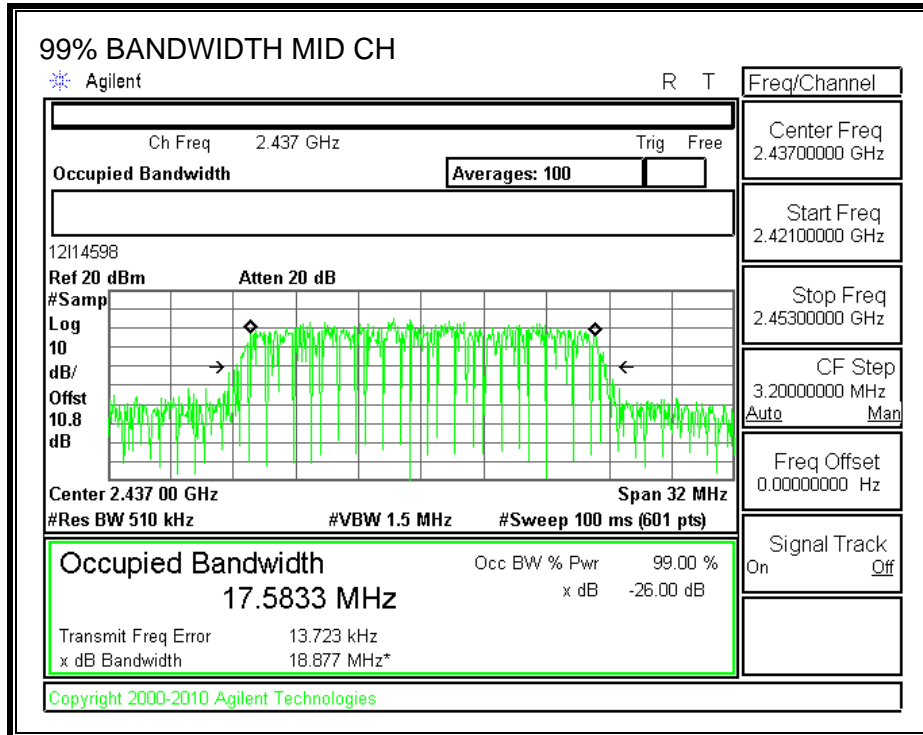 99% BANDWIDTH MID CH
Agilent R T
Ch Freq 2.437 GHz Trig Free
Occupied Bandwidth Averages: 100
12I14598
Ref 20 dBm Atten 20 dB
#Samp
Log
10
dB/
Offst
10.8
dB
Center 2.437 00 GHz Span 32 MHz
#Res BW 510 kHz #VBW 1.5 MHz #Sweep 100 ms (601 pts)
Occupied Bandwidth Occ BW % Pwr 99.00 %
17.5833 MHz x dB -26.00 dB
Transmit Freq Error 13.723 kHz
x dB Bandwidth 18.877 MHz*
Copyright 2000-2010 Agilent Technologies
Freq/Channel
Center Freq
2.43700000 GHz
Start Freq
2.42100000 GHz
Stop Freq
2.45300000 GHz
CF Step
3.20000000 MHz
Auto Man
Freq Offset
0.00000000 Hz
Signal Track
On Off